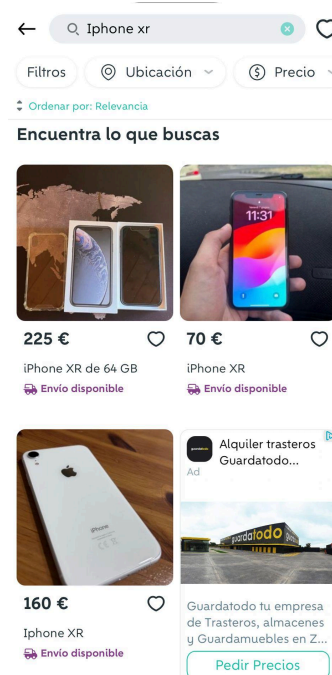 Iphone xr
Filtros
Ubicación
Precio
Ordenar por: Relevancia
Encuentra lo que buscas
11:31
225 €
70 €
iPhone XR de 64 GB
iPhone XR
Envío disponible
Envío disponible
Alquiler trasteros
Guardatodo...
Ad
iPhone
guardatodo
160 €
Guardatodo tu empresa
de Trasteros, almacenes
y Guardamuebles en Z...
Iphone XR
Envío disponible
Pedir Precios